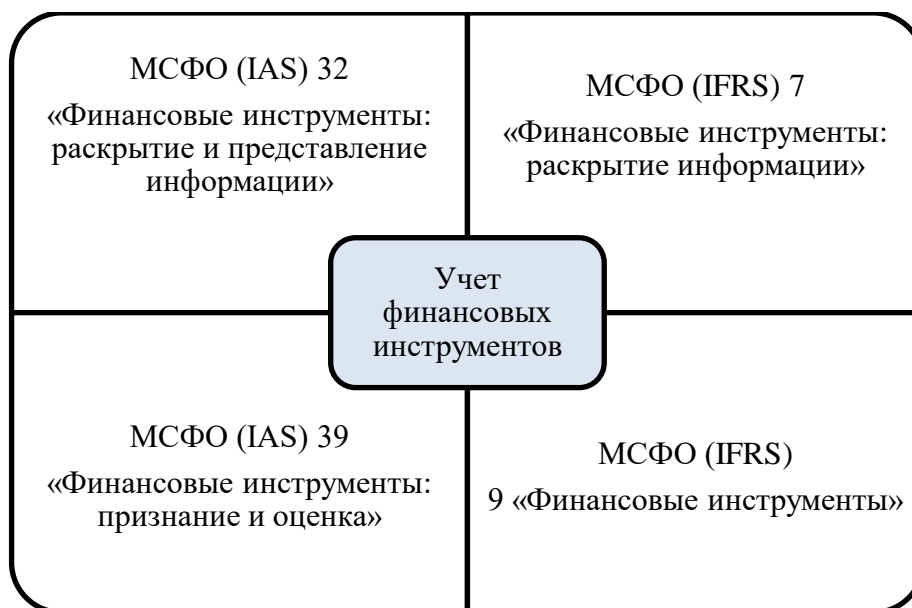 МСФО (IAS) 32
«Финансовые инструменты:
раскрытие и представление
информации»
МСФО (IFRS) 7
«Финансовые инструменты:
раскрытие информации»
Учет
финансовых
инструментов
МСФО (IAS) 39
«Финансовые инструменты:
признание и оценка»
МСФО (IFRS)
9 «Финансовые инструменты»